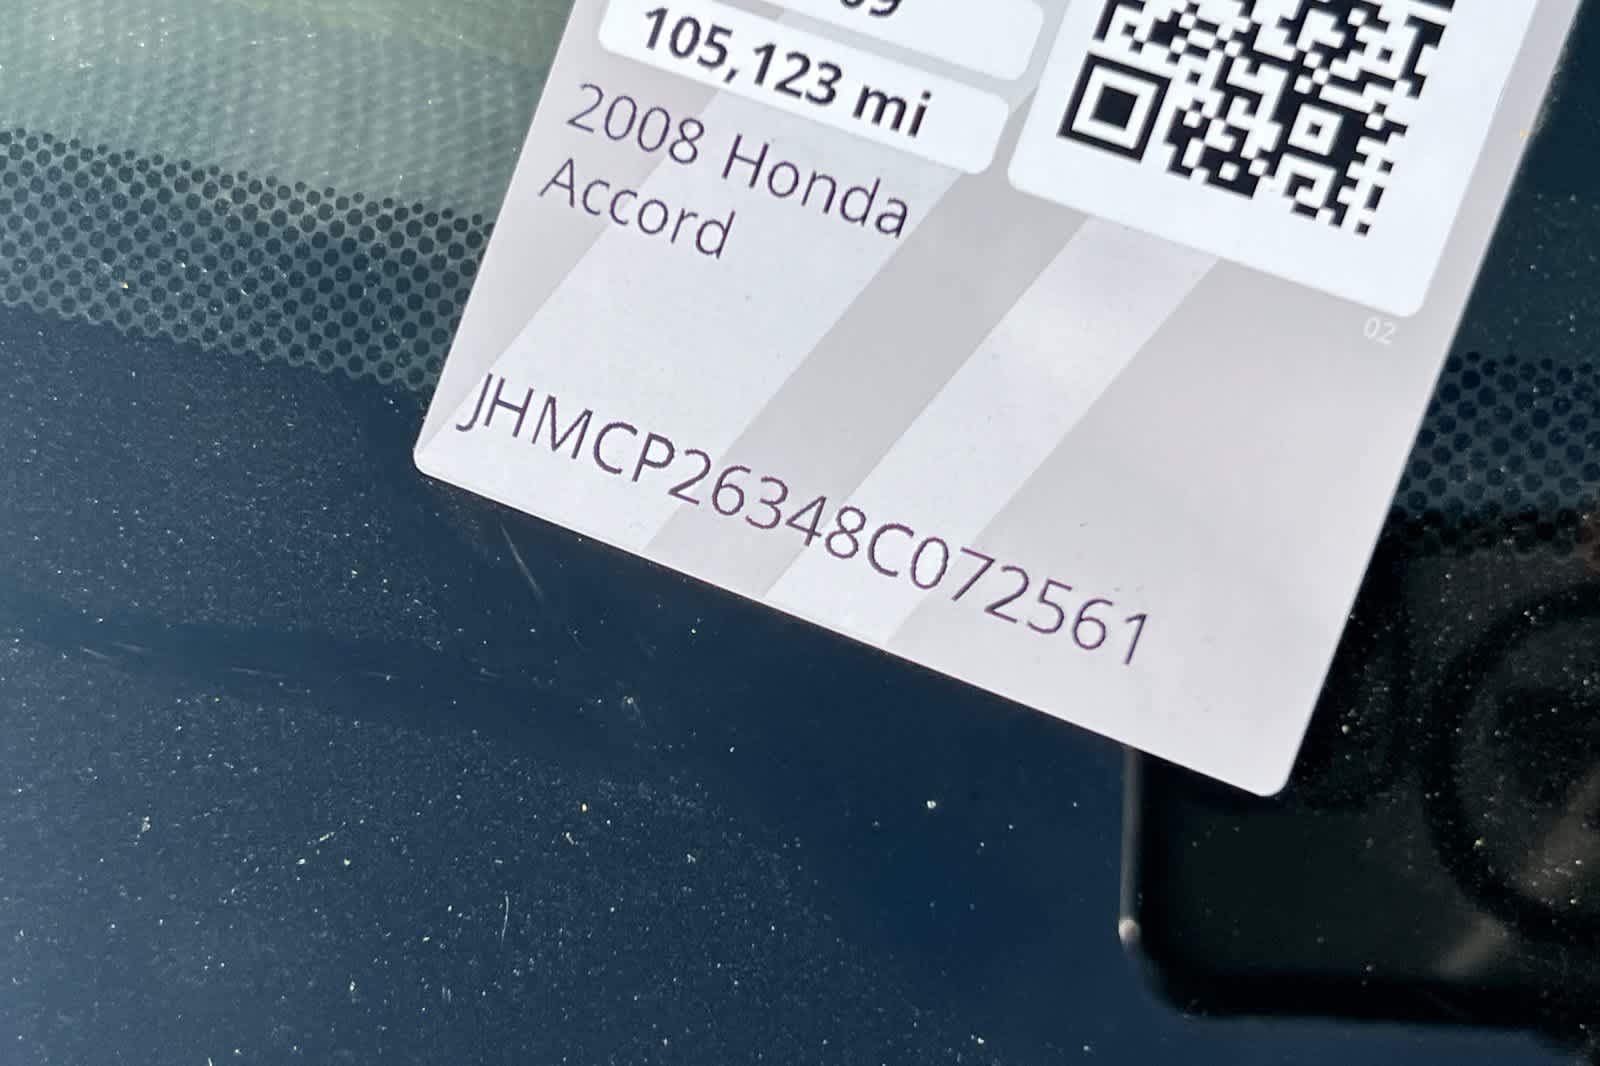 105,123 mi
2008 Honda
Accord
02
JHMCP26348C072561